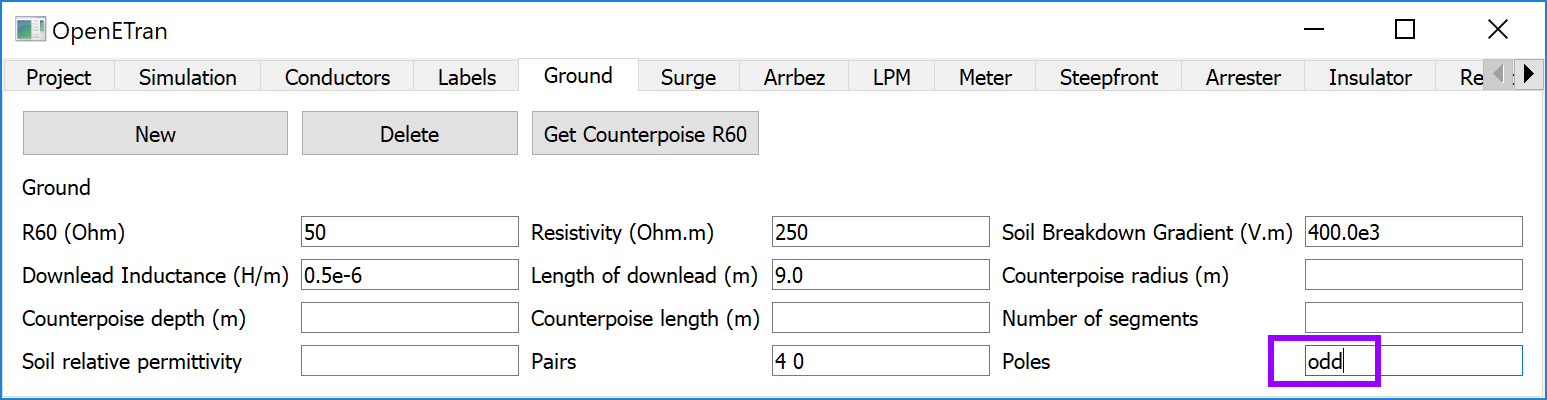 OpenETran
Project Simulation Conductors Labels Ground Surge Arrbez LPM Meter Steepfront Arrester Insulator
New Delete Get Counterpoise R60
Ground
R60 (Ohm) 50 Resistivity (Ohm.m) 250 Soil Breakdown Gradient (V.m) 400.0e3
Downlead Inductance (H/m) 0.5e-6 Length of downlead (m) 9.0 Counterpoise radius (m)
Counterpoise depth (m) Counterpoise length (m) Number of segments
Soil relative permittivity Pairs 4 0 Poles odd